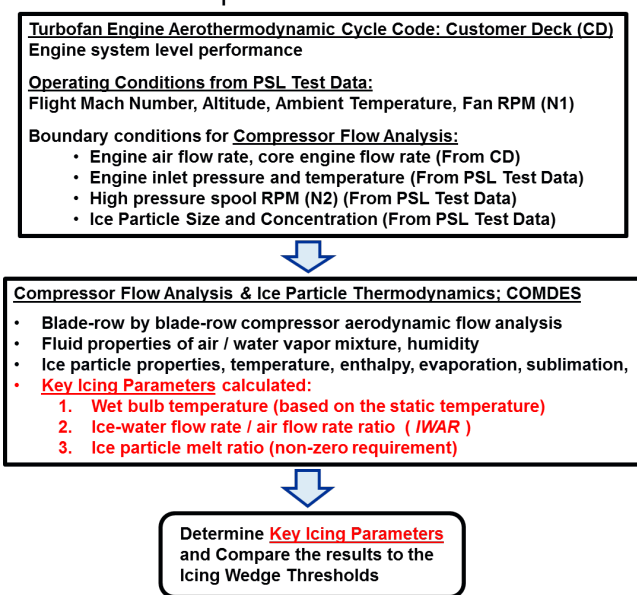 Turbofan Engine Aerothermodynamic Cycle Code: Customer Deck (CD)
Engine system level performance
Operating Conditions from PSL Test Data:
Flight Mach Number, Altitude, Ambient Temperature, Fan RPM (N1)
Boundary conditions for Compressor Flow Analysis:
• Engine air flow rate, core engine flow rate (From CD)
• Engine inlet pressure and temperature (From PSL Test Data)
• High pressure spool RPM (N2) (From PSL Test Data)
• Ice Particle Size and Concentration (From PSL Test Data)
Compressor Flow Analysis & Ice Particle Thermodynamics; COMDES
• Blade-row by blade-row compressor aerodynamic flow analysis
• Fluid properties of air / water vapor mixture, humidity
• Ice particle properties, temperature, enthalpy, evaporation, sublimation,
• Key Icing Parameters calculated:
1. Wet bulb temperature (based on the static temperature)
2. Ice-water flow rate / air flow rate ratio ( IWAR )
3. Ice particle melt ratio (non-zero requirement)
Determine Key Icing Parameters
and Compare the results to the
Icing Wedge Thresholds